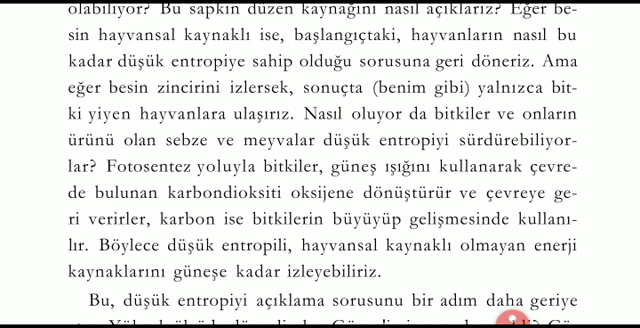 olabiliyor? Bu sapkın düzen kaynağını nasıl açıklarız? Eğer be-
sin hayvansal kaynaklı ise, başlangıçtaki, hayvanların nasıl bu
kadar düşük entropiye sahip olduğu sorusuna geri döneriz. Ama
eğer besin zincirini izlersek, sonuçta (benim gibi) yalnızca bit-
ki yiyen hayvanlara ulaşırız. Nasıl oluyor da bitkiler ve onların
ürünü olan sebze ve meyvalar düşük entropiyi sürdürebiliyor-
lar? Fotosentez yoluyla bitkiler, güneş ışığını kullanarak çevre-
de bulunan karbondioksiti oksijene dönüştürür ve çevreye ge-
ri verirler, karbon ise bitkilerin büyüyüp gelişmesinde kullanı-
lır. Böylece düşük entropili, hayvansal kaynaklı olmayan enerji
kaynaklarını güneşe kadar izleyebiliriz.
Bu, düşük entropiyi açıklama sorusunu bir adım daha geriye